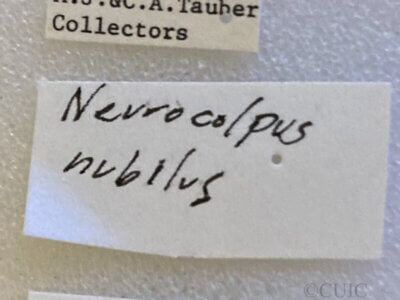 & C.A.Tauber
Collectors
Neurocolpus
nubilus
©CUIC